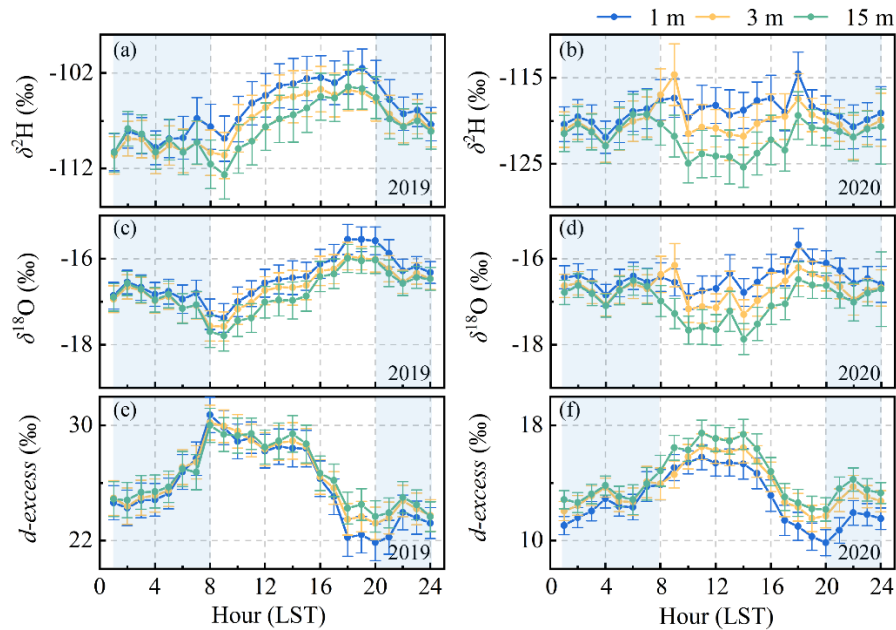 1 m 3 m 15 m
(a)
δ²H (‰)
-102
-112
2019
(b)
δ²H (‰)
-115
-125
2020
(c)
δ¹⁸O (‰)
-16
-18
2019
(d)
δ¹⁸O (‰)
-16
-18
2020
(e)
d-excess (‰)
30
22
2019
0 4 8 12 16 20 24
Hour (LST)
(f)
d-excess (‰)
18
10
2020
0 4 8 12 16 20 24
Hour (LST)